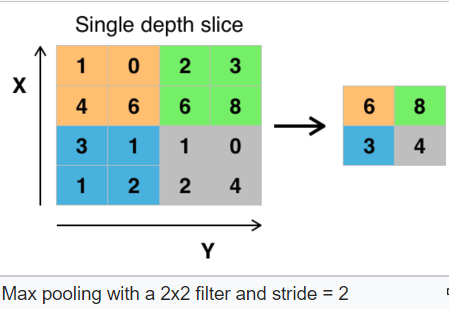 Single depth slice
X
1 0 2 3
4 6 6 8
3 1 1 0
1 2 2 4
6 8
3 4
Y
Max pooling with a 2x2 filter and stride = 2